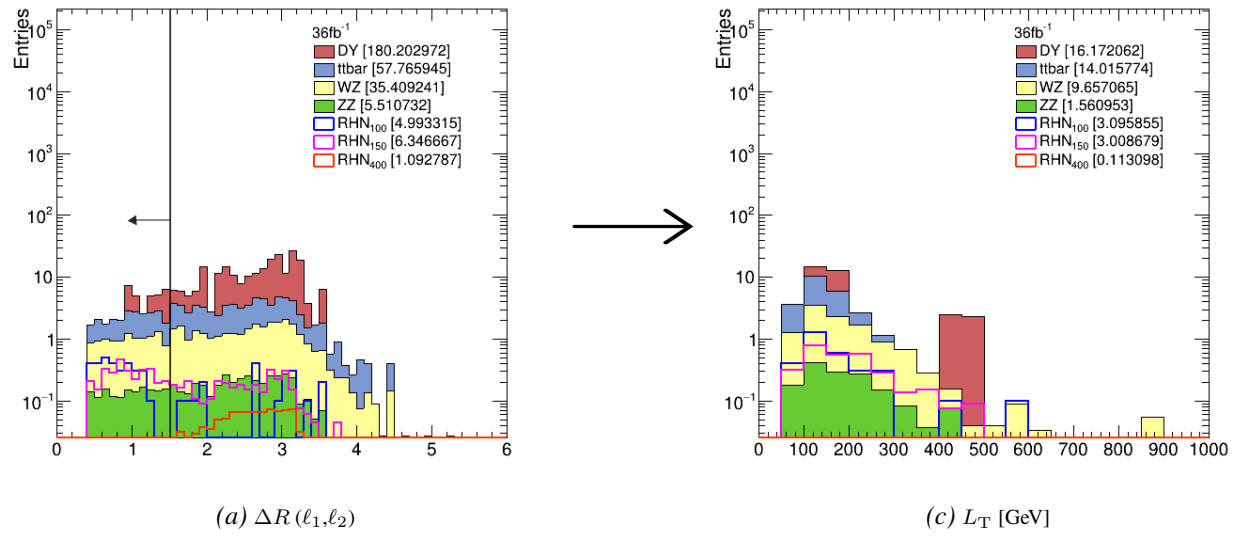 Entries
10⁵
10⁴
10³
10²
10
1
10⁻¹
36fb⁻¹
DY [180.202972]
ttbar [57.765945]
WZ [35.409241]
ZZ [5.510732]
RHN₁₀₀ [4.993315]
RHN₁₅₀ [6.346667]
RHN₄₀₀ [1.092787]
0 1 2 3 4 5 6
(a) ΔR (ℓ₁,ℓ₂)
Entries
10⁵
10⁴
10³
10²
10
1
10⁻¹
36fb⁻¹
DY [16.172062]
ttbar [14.015774]
WZ [9.657065]
ZZ [1.560953]
RHN₁₀₀ [3.095855]
RHN₁₅₀ [3.008679]
RHN₄₀₀ [0.113098]
0 100 200 300 400 500 600 700 800 900 1000
(c) L_T [GeV]